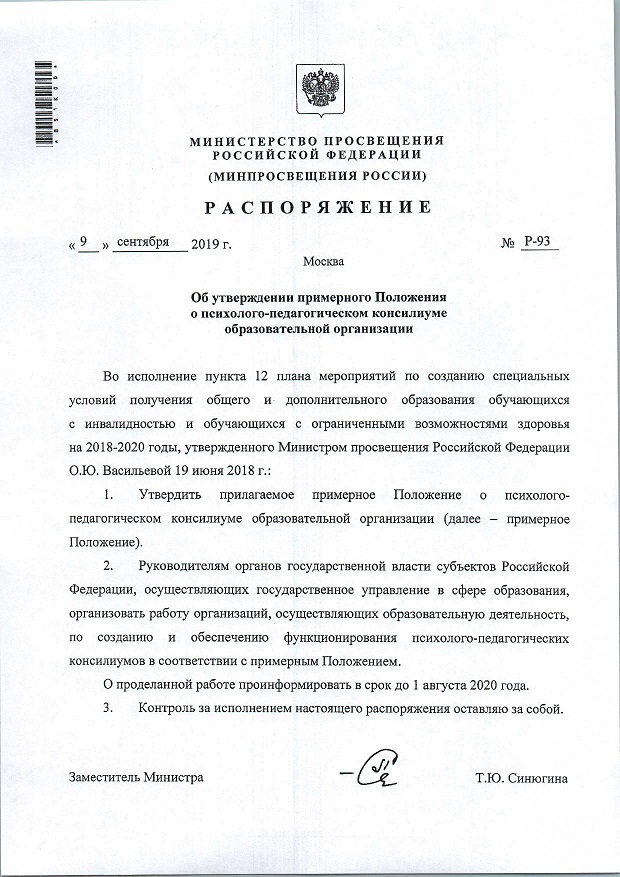 МИНИСТЕРСТВО ПРОСВЕЩЕНИЯ
РОССИЙСКОЙ ФЕДЕРАЦИИ
(МИНПРОСВЕЩЕНИЯ РОССИИ)
РАСПОРЯЖЕНИЕ
« 9 » сентября 2019 г. № Р-93
Москва
Об утверждении примерного Положения
о психолого-педагогическом консилиуме
образовательной организации
Во исполнение пункта 12 плана мероприятий по созданию специальных
условий получения общего и дополнительного образования обучающихся
с инвалидностью и обучающихся с ограниченными возможностями здоровья
на 2018-2020 годы, утвержденного Министром просвещения Российской Федерации
О.Ю. Васильевой 19 июня 2018 г.:
1. Утвердить прилагаемое примерное Положение о психолого-
педагогическом консилиуме образовательной организации (далее – примерное
Положение).
2. Руководителям органов государственной власти субъектов Российской
Федерации, осуществляющих государственное управление в сфере образования,
организовать работу организаций, осуществляющих образовательную деятельность,
по созданию и обеспечению функционирования психолого-педагогических
консилиумов в соответствии с примерным Положением.
О проделанной работе проинформировать в срок до 1 августа 2020 года.
3. Контроль за исполнением настоящего распоряжения оставляю за собой.
Заместитель Министра Т.Ю. Синюгина